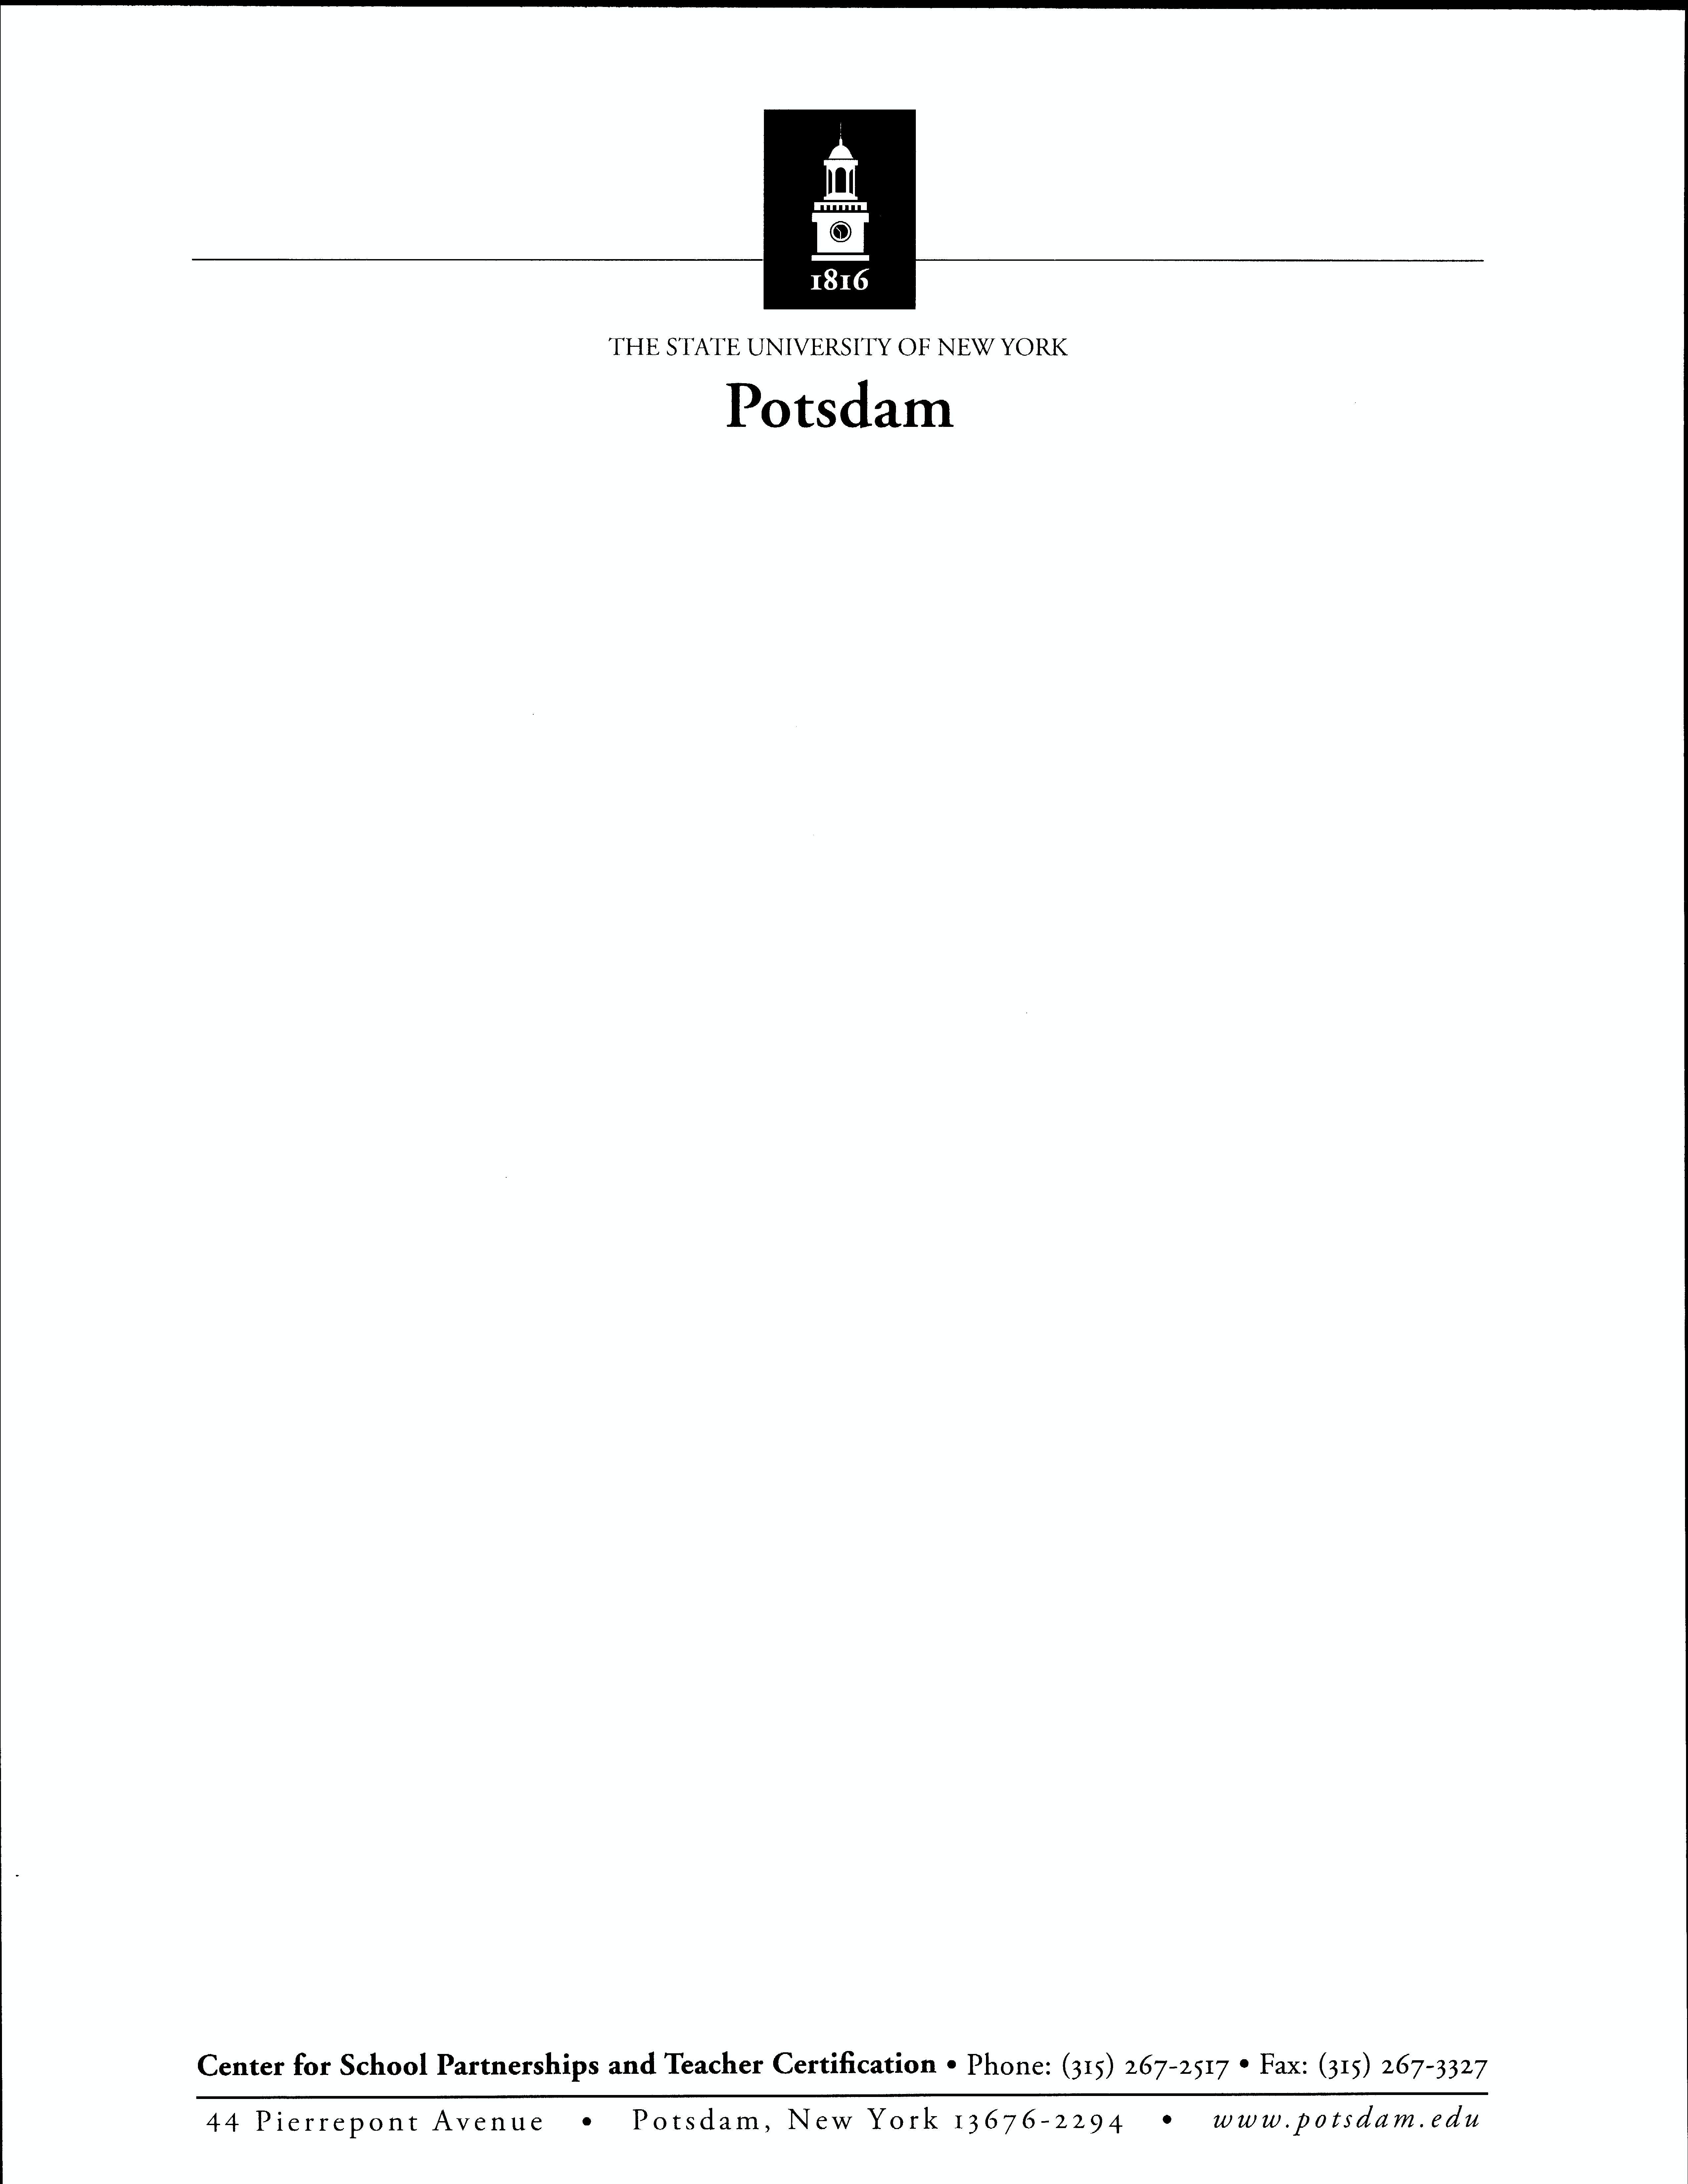 1816
THE STATE UNIVERSITY OF NEW YORK
Potsdam
Center for School Partnerships and Teacher Certification • Phone: (315) 267-2517 • Fax: (315) 267-3327
44 Pierrepont Avenue • Potsdam, New York 13676-2294 • www.potsdam.edu